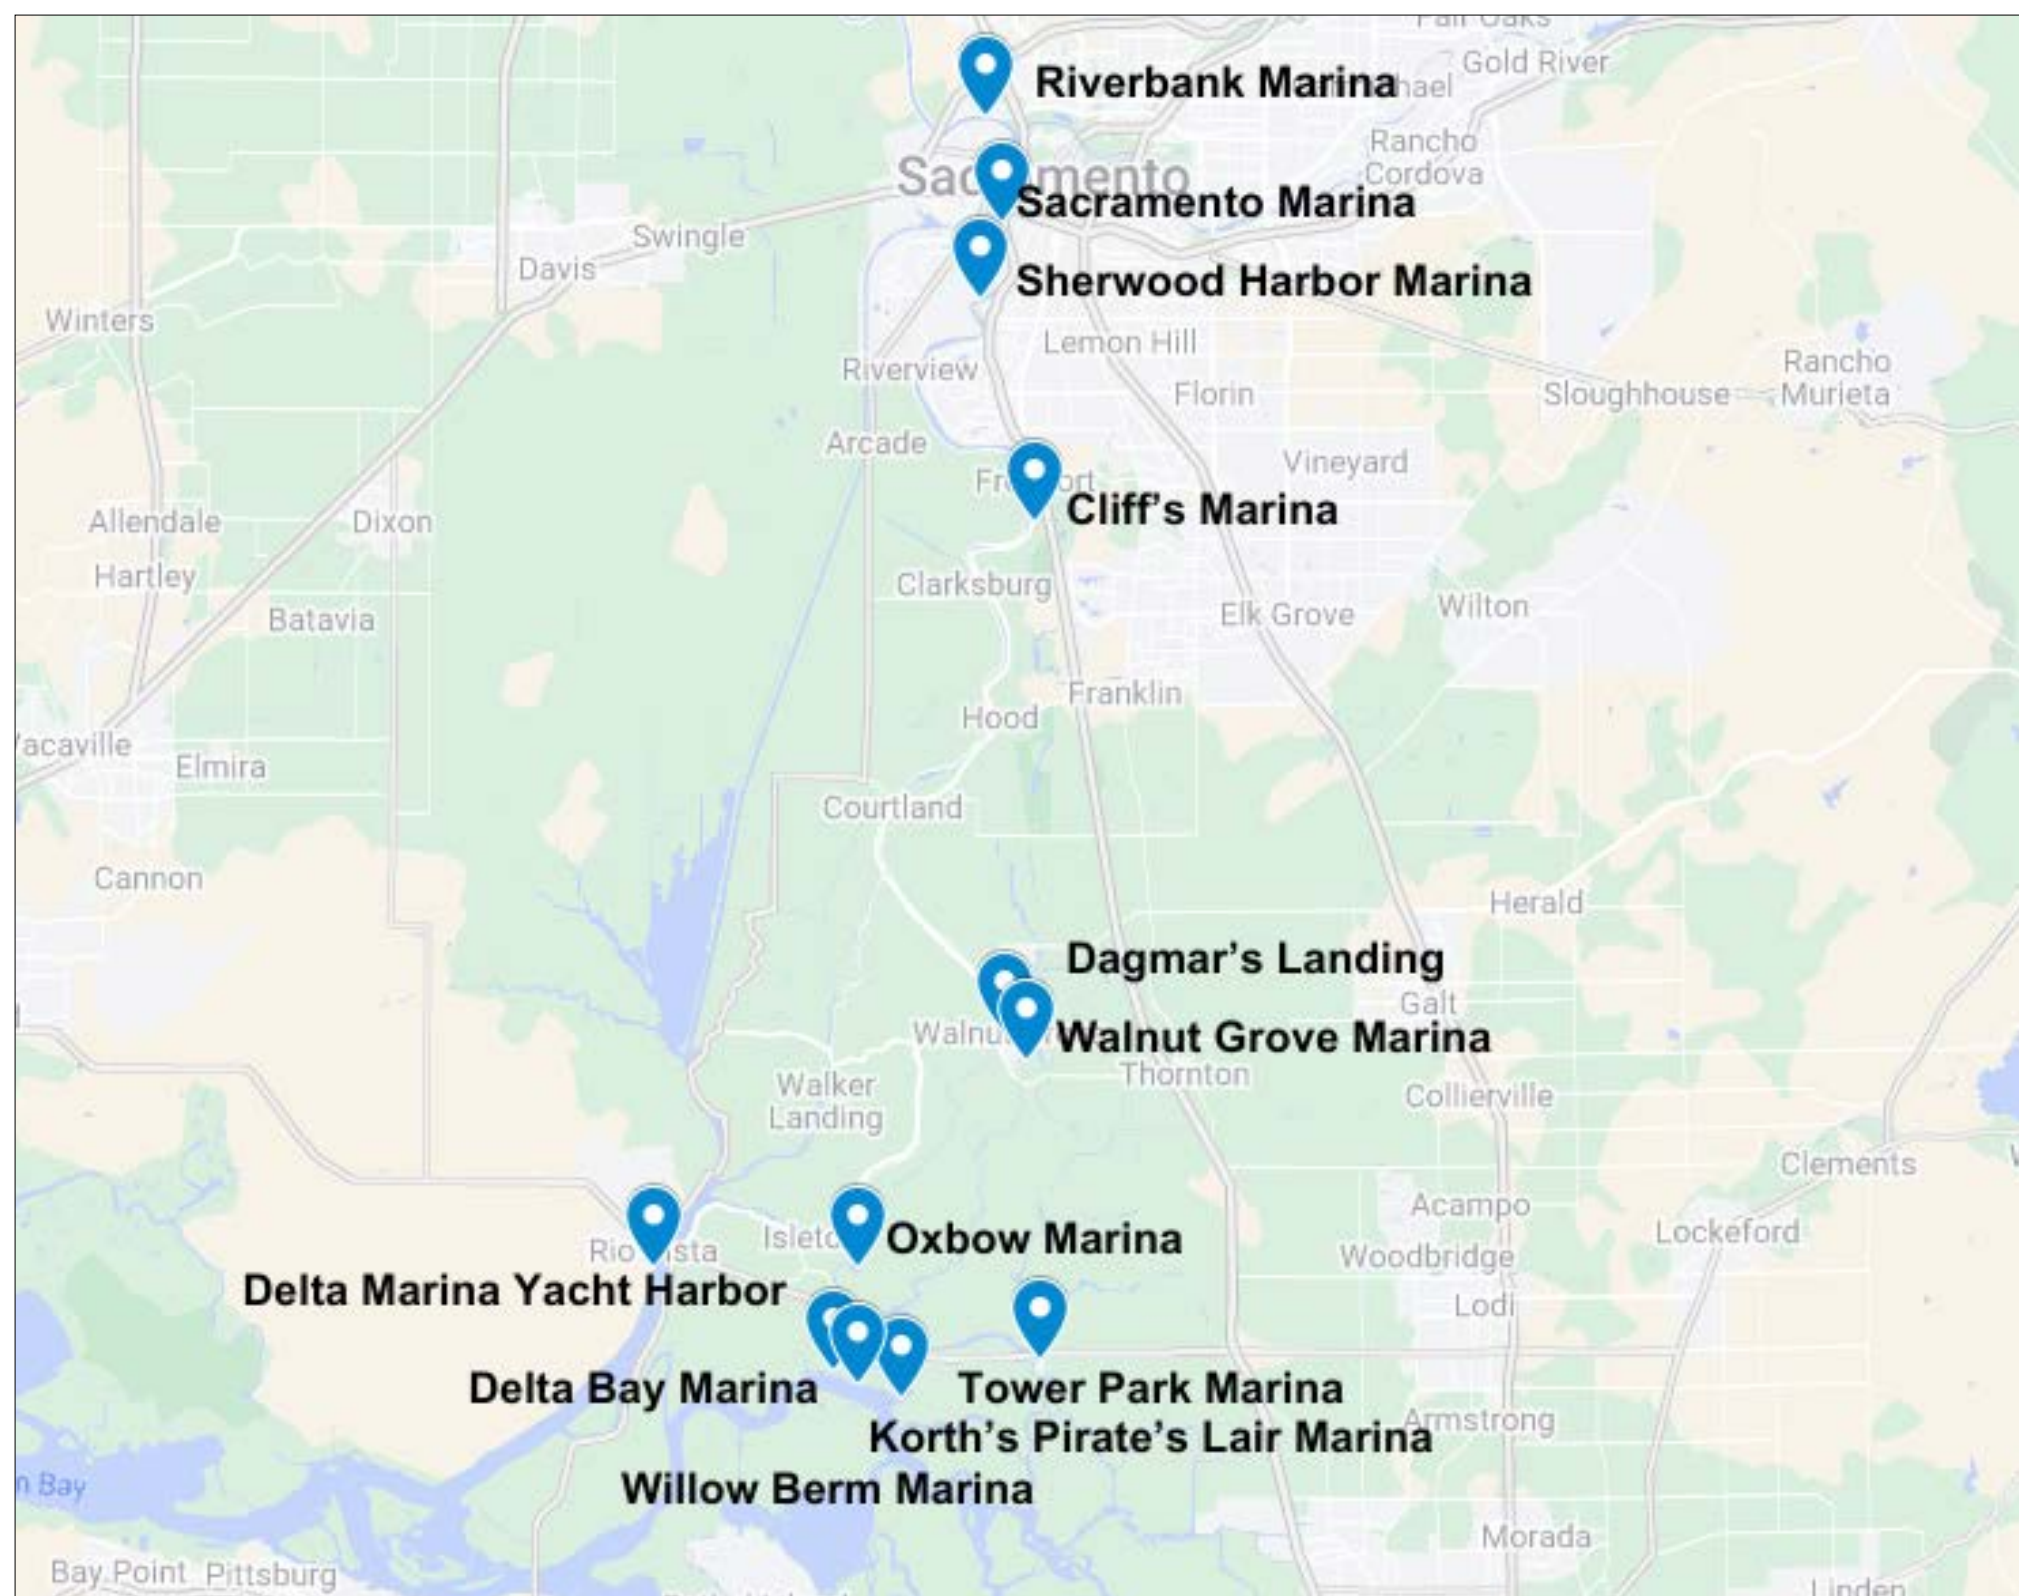 Gold River
Riverbank Marina
Rancho
Cordova
Sacramento Marina
Swingle
Davis
Sherwood Harbor Marina
Winters
Lemon Hill
Riverview
Rancho
Murieta
Florin
Sloughhouse
Arcade
Vineyard
Cliff's Marina
Allendale
Dixon
Hartley
Clarksburg
Batavia
Elk Grove
Wilton
Franklin
Hood
acaville
Elmira
Courtland
Cannon
Herald
Dagmar's Landing
Galt
Walnut Grove Marina
Thornton
Walker
Landing
Collierville
Clements
Acampo
Lockeford
Oxbow Marina
Woodbridge
Delta Marina Yacht Harbor
Lodi
Delta Bay Marina
Tower Park Marina
Armstrong
Korth's Pirate's Lair Marina
Bay
Willow Berm Marina
Morada
Bay Point
Pittsburg